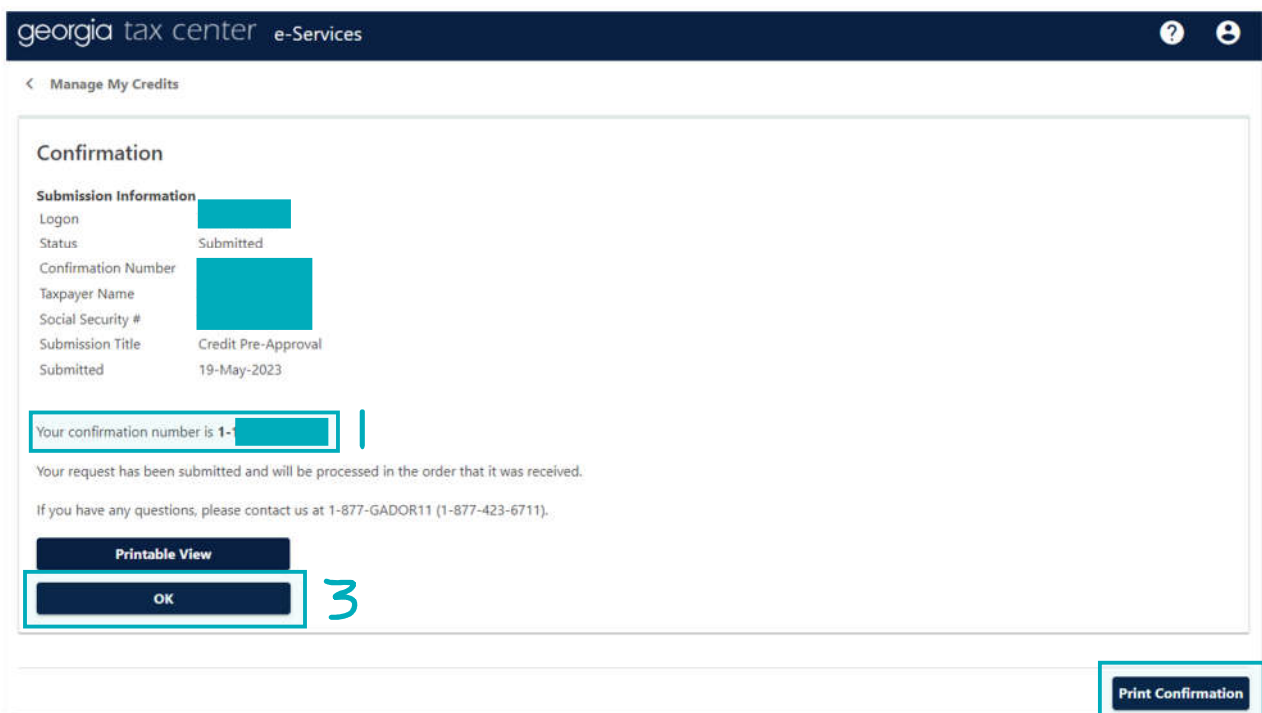 georgia tax center e-Services
Manage My Credits
Confirmation
Submission Information
Logon
Status Submitted
Confirmation Number
Taxpayer Name
Social Security #
Submission Title Credit Pre-Approval
Submitted 19-May-2023
Your confirmation number is 1-1
1
Your request has been submitted and will be processed in the order that it was received.
If you have any questions, please contact us at 1-877-GADOR11 (1-877-423-6711).
Printable View
OK
3
Print Confirmation